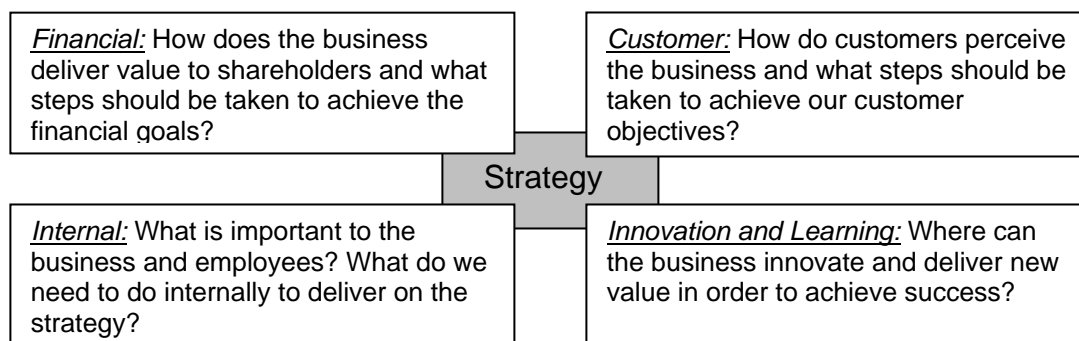 Financial: How does the business
deliver value to shareholders and what
steps should be taken to achieve the
financial goals?
Customer: How do customers perceive
the business and what steps should be
taken to achieve our customer
objectives?
Strategy
Internal: What is important to the
business and employees? What do we
need to do internally to deliver on the
strategy?
Innovation and Learning: Where can
the business innovate and deliver new
value in order to achieve success?